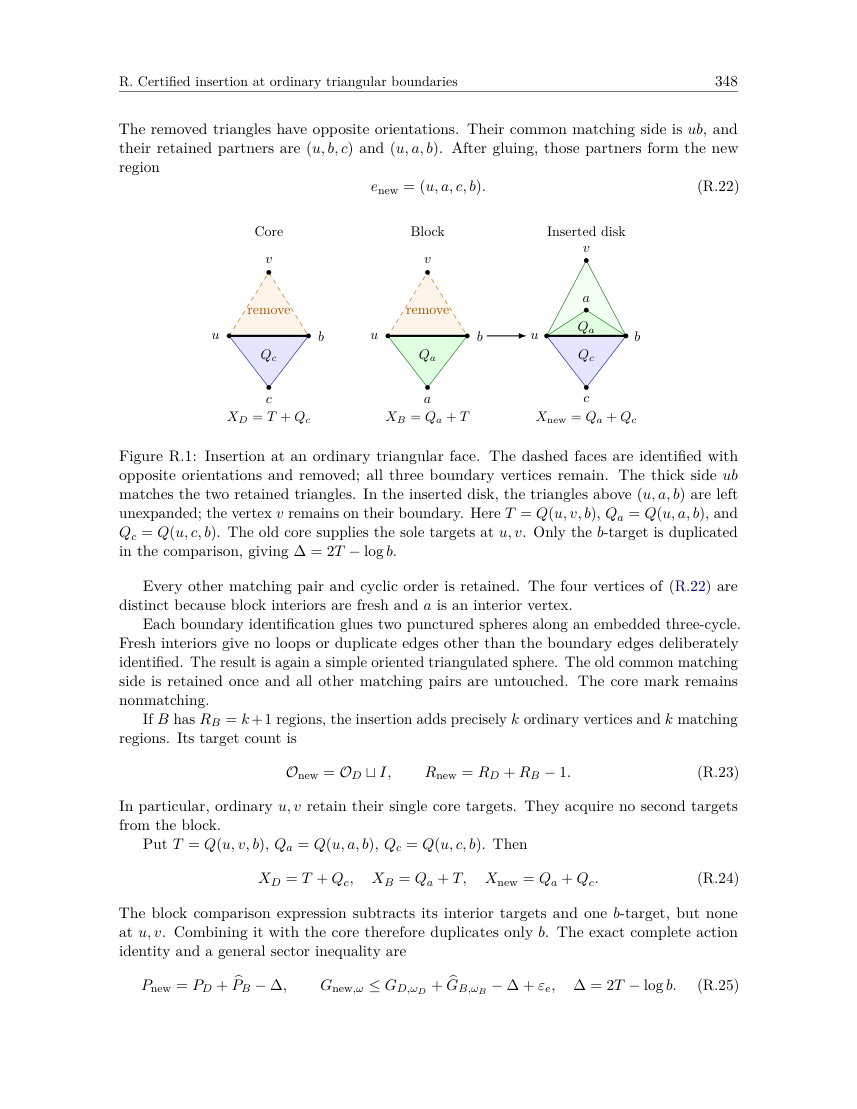 R. Certified insertion at ordinary triangular boundaries 348
The removed triangles have opposite orientations. Their common matching side is ub, and
their retained partners are (u, b, c) and (u, a, b). After gluing, those partners form the new
region
e_new = (u, a, c, b). (R.22)
Core Block Inserted disk
v v v
a
remove remove
Q_a
u b u b u b
Q_c Q_a Q_c
c a c
X_D = T + Q_c X_B = Q_a + T X_new = Q_a + Q_c
Figure R.1: Insertion at an ordinary triangular face. The dashed faces are identified with
opposite orientations and removed; all three boundary vertices remain. The thick side ub
matches the two retained triangles. In the inserted disk, the triangles above (u, a, b) are left
unexpanded; the vertex v remains on their boundary. Here T = Q(u, v, b), Q_a = Q(u, a, b), and
Q_c = Q(u, c, b). The old core supplies the sole targets at u, v. Only the b-target is duplicated
in the comparison, giving Δ = 2T − log b.
Every other matching pair and cyclic order is retained. The four vertices of (R.22) are
distinct because block interiors are fresh and a is an interior vertex.
Each boundary identification glues two punctured spheres along an embedded three-cycle.
Fresh interiors give no loops or duplicate edges other than the boundary edges deliberately
identified. The result is again a simple oriented triangulated sphere. The old common matching
side is retained once and all other matching pairs are untouched. The core mark remains
nonmatching.
If B has R_B = k+1 regions, the insertion adds precisely k ordinary vertices and k matching
regions. Its target count is
𝒪_new = 𝒪_D ⊔ I, R_new = R_D + R_B − 1. (R.23)
In particular, ordinary u, v retain their single core targets. They acquire no second targets
from the block.
Put T = Q(u, v, b), Q_a = Q(u, a, b), Q_c = Q(u, c, b). Then
X_D = T + Q_c, X_B = Q_a + T, X_new = Q_a + Q_c. (R.24)
The block comparison expression subtracts its interior targets and one b-target, but none
at u, v. Combining it with the core therefore duplicates only b. The exact complete action
identity and a general sector inequality are
P_new = P_D + P̂_B − Δ, G_new,ω ≤ G_D,ω_D + Ĝ_B,ω_B − Δ + ε_e, Δ = 2T − log b. (R.25)